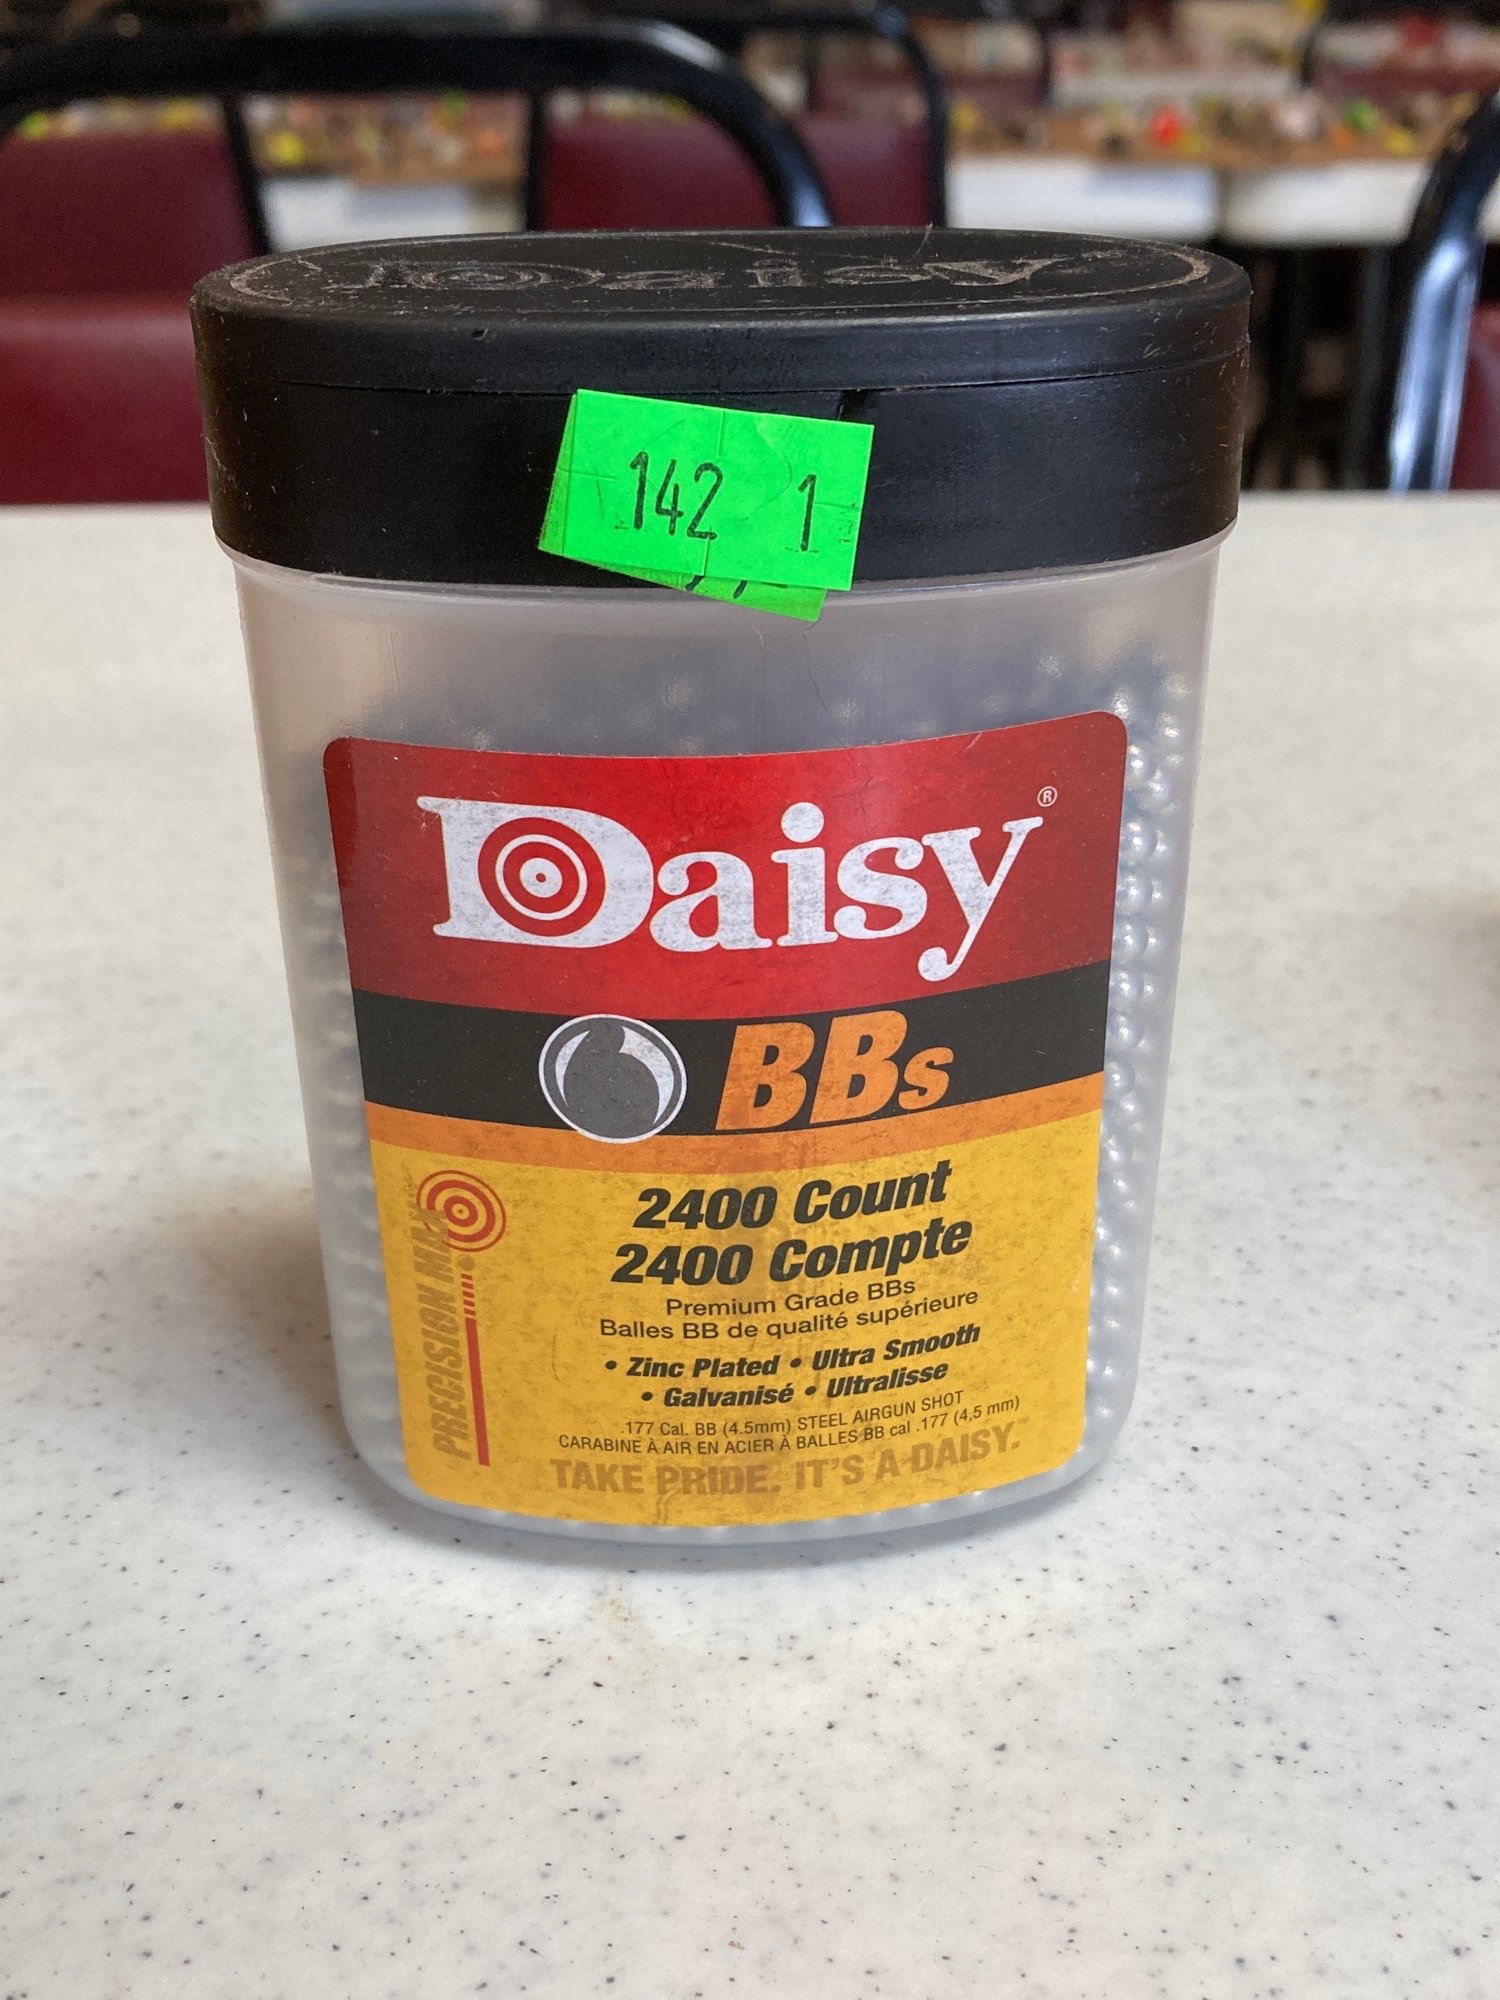 Daisy
142 1
Daisy®
BBs
2400 Count
2400 Compte
Premium Grade BBs
Balles BB de qualité supérieure
• Zinc Plated • Ultra Smooth
• Galvanisé • Ultralisse
.177 Cal. BB (4.5mm) STEEL AIRGUN SHOT
CARABINE À AIR EN ACIER À BALLES BB cal .177 (4,5 mm)
TAKE PRIDE. IT'S A DAISY.™
PRECISION MAX